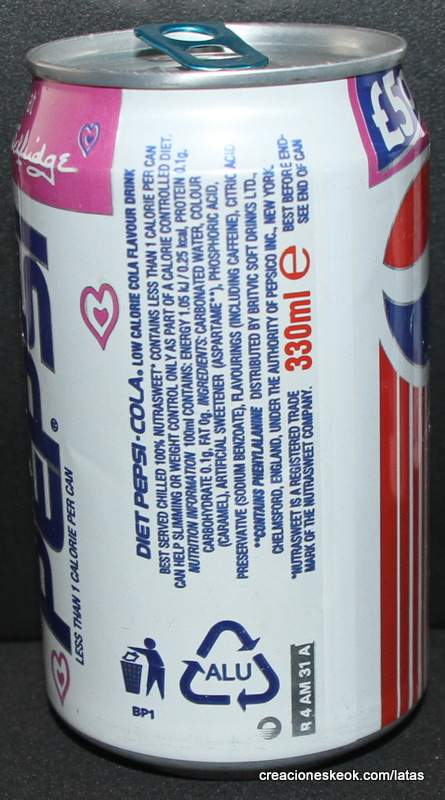 PEPSI
LESS THAN 1 CALORIE PER CAN
£5
DIET PEPSI-COLA. LOW CALORIE COLA FLAVOUR DRINK
BEST SERVED CHILLED 100% NUTRASWEET* CONTAINS LESS THAN 1 CALORIE PER CAN
CAN HELP SLIMMING OR WEIGHT CONTROL ONLY AS PART OF A CALORIE CONTROLLED DIET.
NUTRITION INFORMATION 100ml CONTAINS: ENERGY 1.05 kJ / 0.25 kcal, PROTEIN 0.1g,
CARBOHYDRATE 0.1g, FAT 0g. INGREDIENTS: CARBONATED WATER, COLOUR
(CARAMEL), ARTIFICIAL SWEETENER (ASPARTAME**), PHOSPHORIC ACID,
PRESERVATIVE (SODIUM BENZOATE), FLAVOURINGS (INCLUDING CAFFEINE), CITRIC ACID
**CONTAINS PHENYLALANINE DISTRIBUTED BY BRITVIC SOFT DRINKS LTD.,
CHELMSFORD, ENGLAND, UNDER THE AUTHORITY OF PEPSICO INC., NEW YORK.
*NUTRASWEET IS A REGISTERED TRADE
MARK OF THE NUTRASWEET COMPANY.
330ml e
BEST BEFORE END-
SEE END OF CAN
BP1
ALU
R 4 AM 31 A
creacioneskeok.com/latas